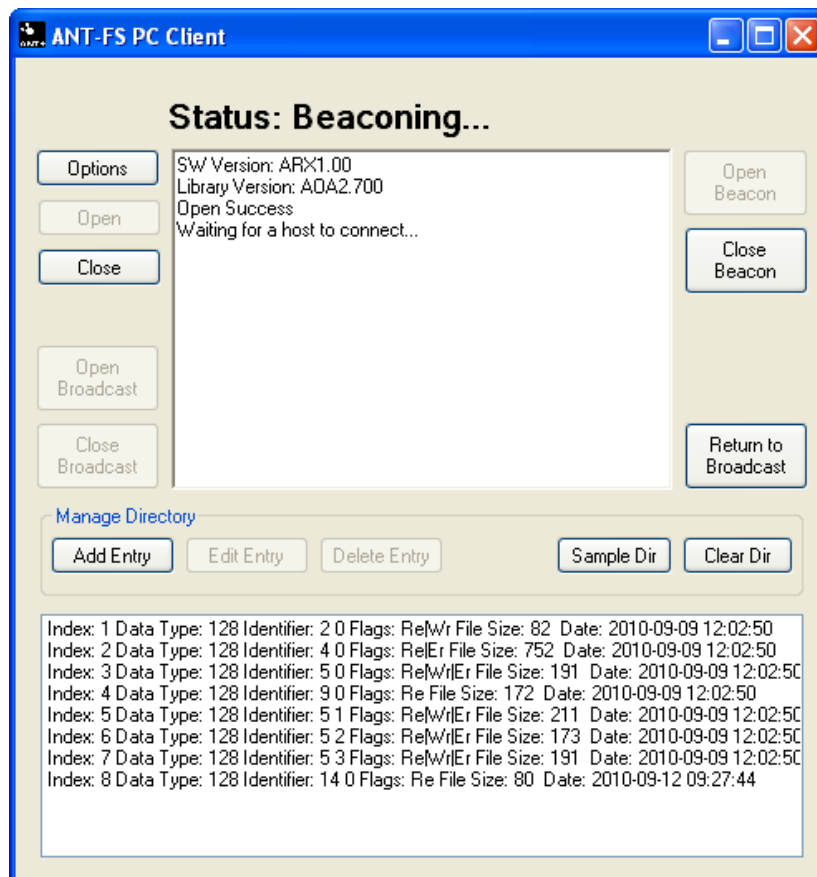 ANT+
ANT-FS PC Client
Status: Beaconing...
Options
Open
Close
Open
Broadcast
Close
Broadcast
SW Version: ARX1.00
Library Version: AOA2.700
Open Success
Waiting for a host to connect...
Open
Beacon
Close
Beacon
Return to
Broadcast
Manage Directory
Add Entry
Edit Entry
Delete Entry
Sample Dir
Clear Dir
Index: 1 Data Type: 128 Identifier: 2 0 Flags: Re|Wr File Size: 82  Date: 2010-09-09 12:02:50
Index: 2 Data Type: 128 Identifier: 4 0 Flags: Re|Er File Size: 752  Date: 2010-09-09 12:02:50
Index: 3 Data Type: 128 Identifier: 5 0 Flags: Re|Wr|Er File Size: 191  Date: 2010-09-09 12:02:50
Index: 4 Data Type: 128 Identifier: 9 0 Flags: Re File Size: 172  Date: 2010-09-09 12:02:50
Index: 5 Data Type: 128 Identifier: 5 1 Flags: Re|Wr|Er File Size: 211  Date: 2010-09-09 12:02:50
Index: 6 Data Type: 128 Identifier: 5 2 Flags: Re|Wr|Er File Size: 173  Date: 2010-09-09 12:02:50
Index: 7 Data Type: 128 Identifier: 5 3 Flags: Re|Wr|Er File Size: 191  Date: 2010-09-09 12:02:50
Index: 8 Data Type: 128 Identifier: 14 0 Flags: Re File Size: 80  Date: 2010-09-12 09:27:44